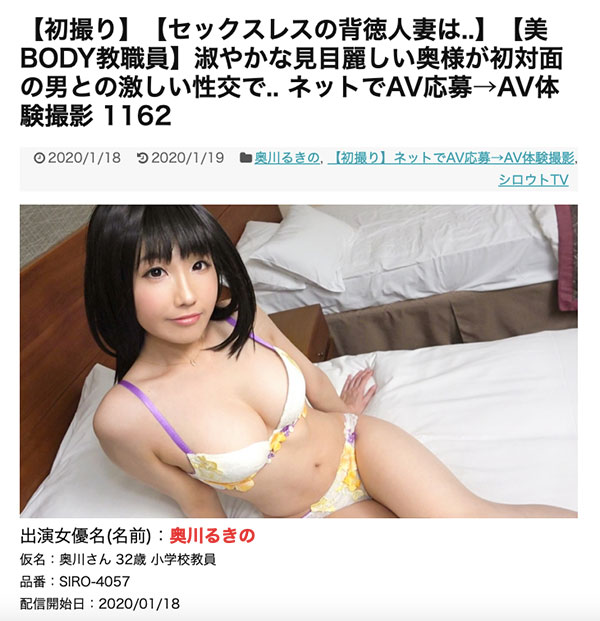 【初撮り】【セックスレスの背徳人妻は..】【美
BODY教職員】淑やかな見目麗しい奥様が初対面
の男との激しい性交で.. ネットでAV応募→AV体
験撮影 1162
2020/1/18 2020/1/19 奥川るきの, 【初撮り】ネットでAV応募→AV体験撮影,
シロウトTV
出演女優名(名前)：奥川るきの
仮名：奥川さん 32歳 小学校教員
品番：SIRO-4057
配信開始日：2020/01/18